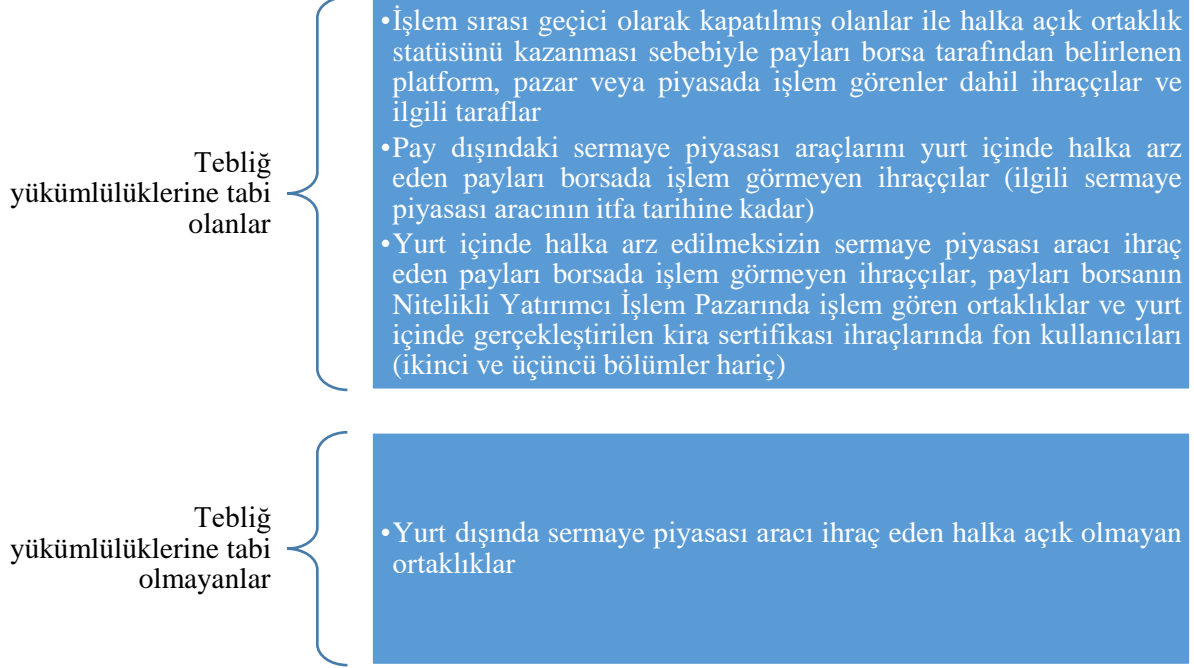 Tebliğ
yükümlülüklerine tabi
olanlar
•İşlem sırası geçici olarak kapatılmış olanlar ile halka açık ortaklık
statüsünü kazanması sebebiyle payları borsa tarafından belirlenen
platform, pazar veya piyasada işlem görenler dahil ihraççılar ve
ilgili taraflar
•Pay dışındaki sermaye piyasası araçlarını yurt içinde halka arz
eden payları borsada işlem görmeyen ihraççılar (ilgili sermaye
piyasası aracının itfa tarihine kadar)
•Yurt içinde halka arz edilmeksizin sermaye piyasası aracı ihraç
eden payları borsada işlem görmeyen ihraççılar, payları borsanın
Nitelikli Yatırımcı İşlem Pazarında işlem gören ortaklıklar ve yurt
içinde gerçekleştirilen kira sertifikası ihraçlarında fon kullanıcıları
(ikinci ve üçüncü bölümler hariç)
Tebliğ
yükümlülüklerine tabi
olmayanlar
•Yurt dışında sermaye piyasası aracı ihraç eden halka açık olmayan
ortaklıklar